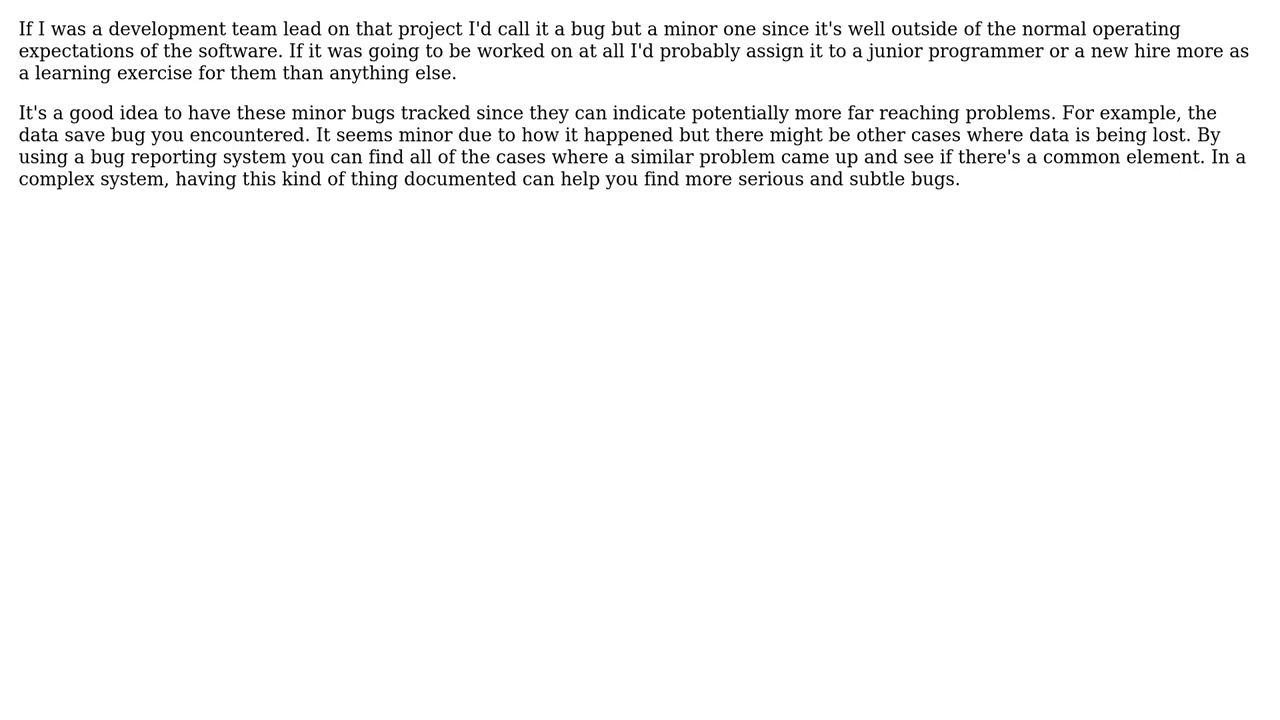 If I was a development team lead on that project I'd call it a bug but a minor one since it's well outside of the normal operating
expectations of the software. If it was going to be worked on at all I'd probably assign it to a junior programmer or a new hire more as
a learning exercise for them than anything else.
It's a good idea to have these minor bugs tracked since they can indicate potentially more far reaching problems. For example, the
data save bug you encountered. It seems minor due to how it happened but there might be other cases where data is being lost. By
using a bug reporting system you can find all of the cases where a similar problem came up and see if there's a common element. In a
complex system, having this kind of thing documented can help you find more serious and subtle bugs.